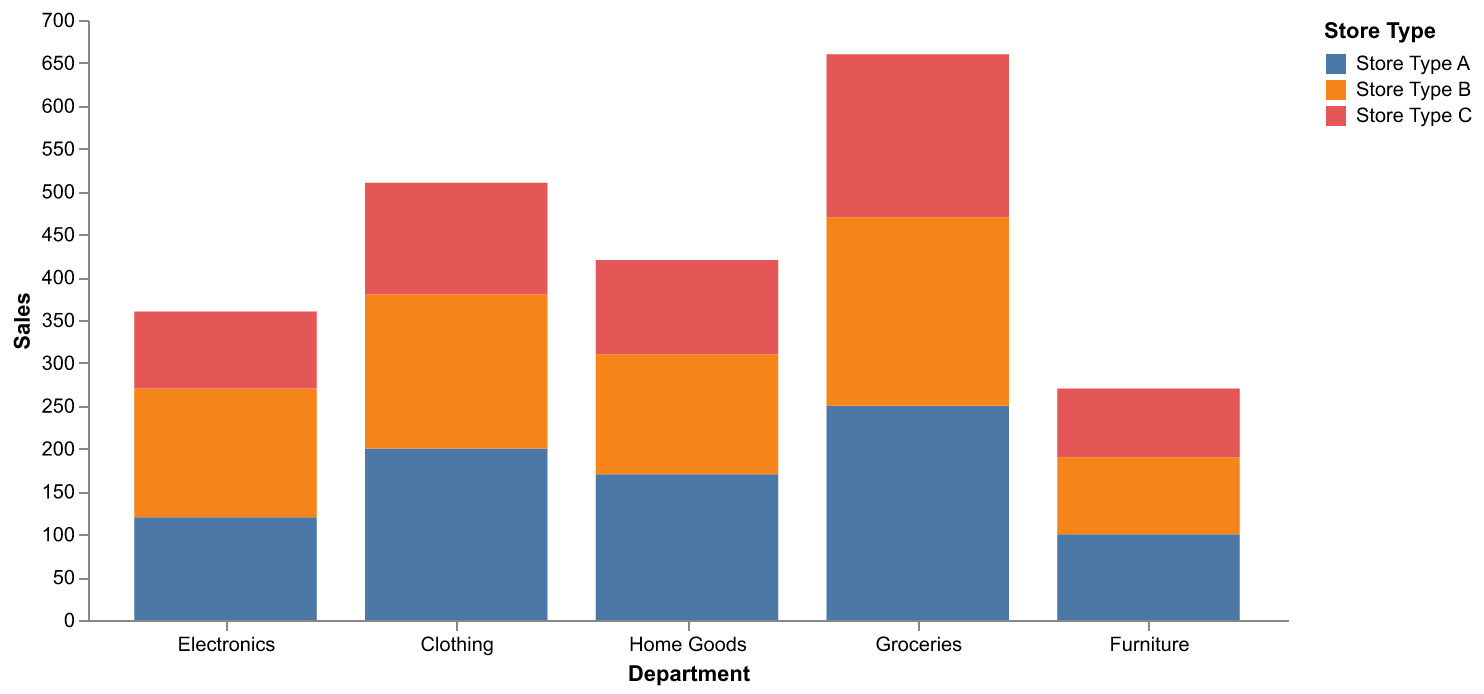 700
650
600
550
500
450
400
350
300
250
200
150
100
50
0
Sales
Electronics
Clothing
Home Goods
Groceries
Furniture
Department
Store Type
Store Type A
Store Type B
Store Type C